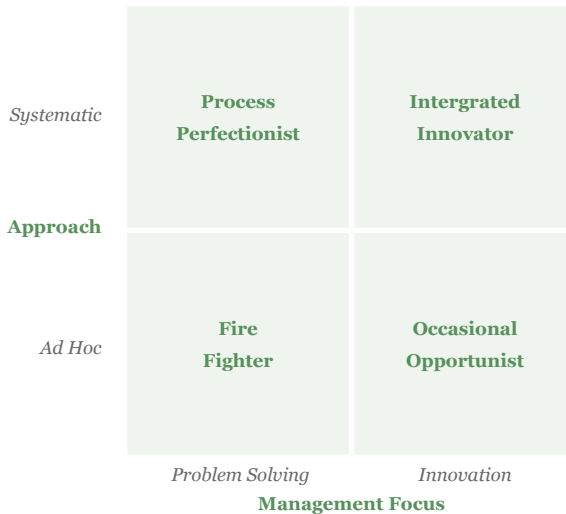 Systematic
Process
Perfectionist
Intergrated
Innovator
Approach
Ad Hoc
Fire
Fighter
Occasional
Opportunist
Problem Solving
Innovation
Management Focus